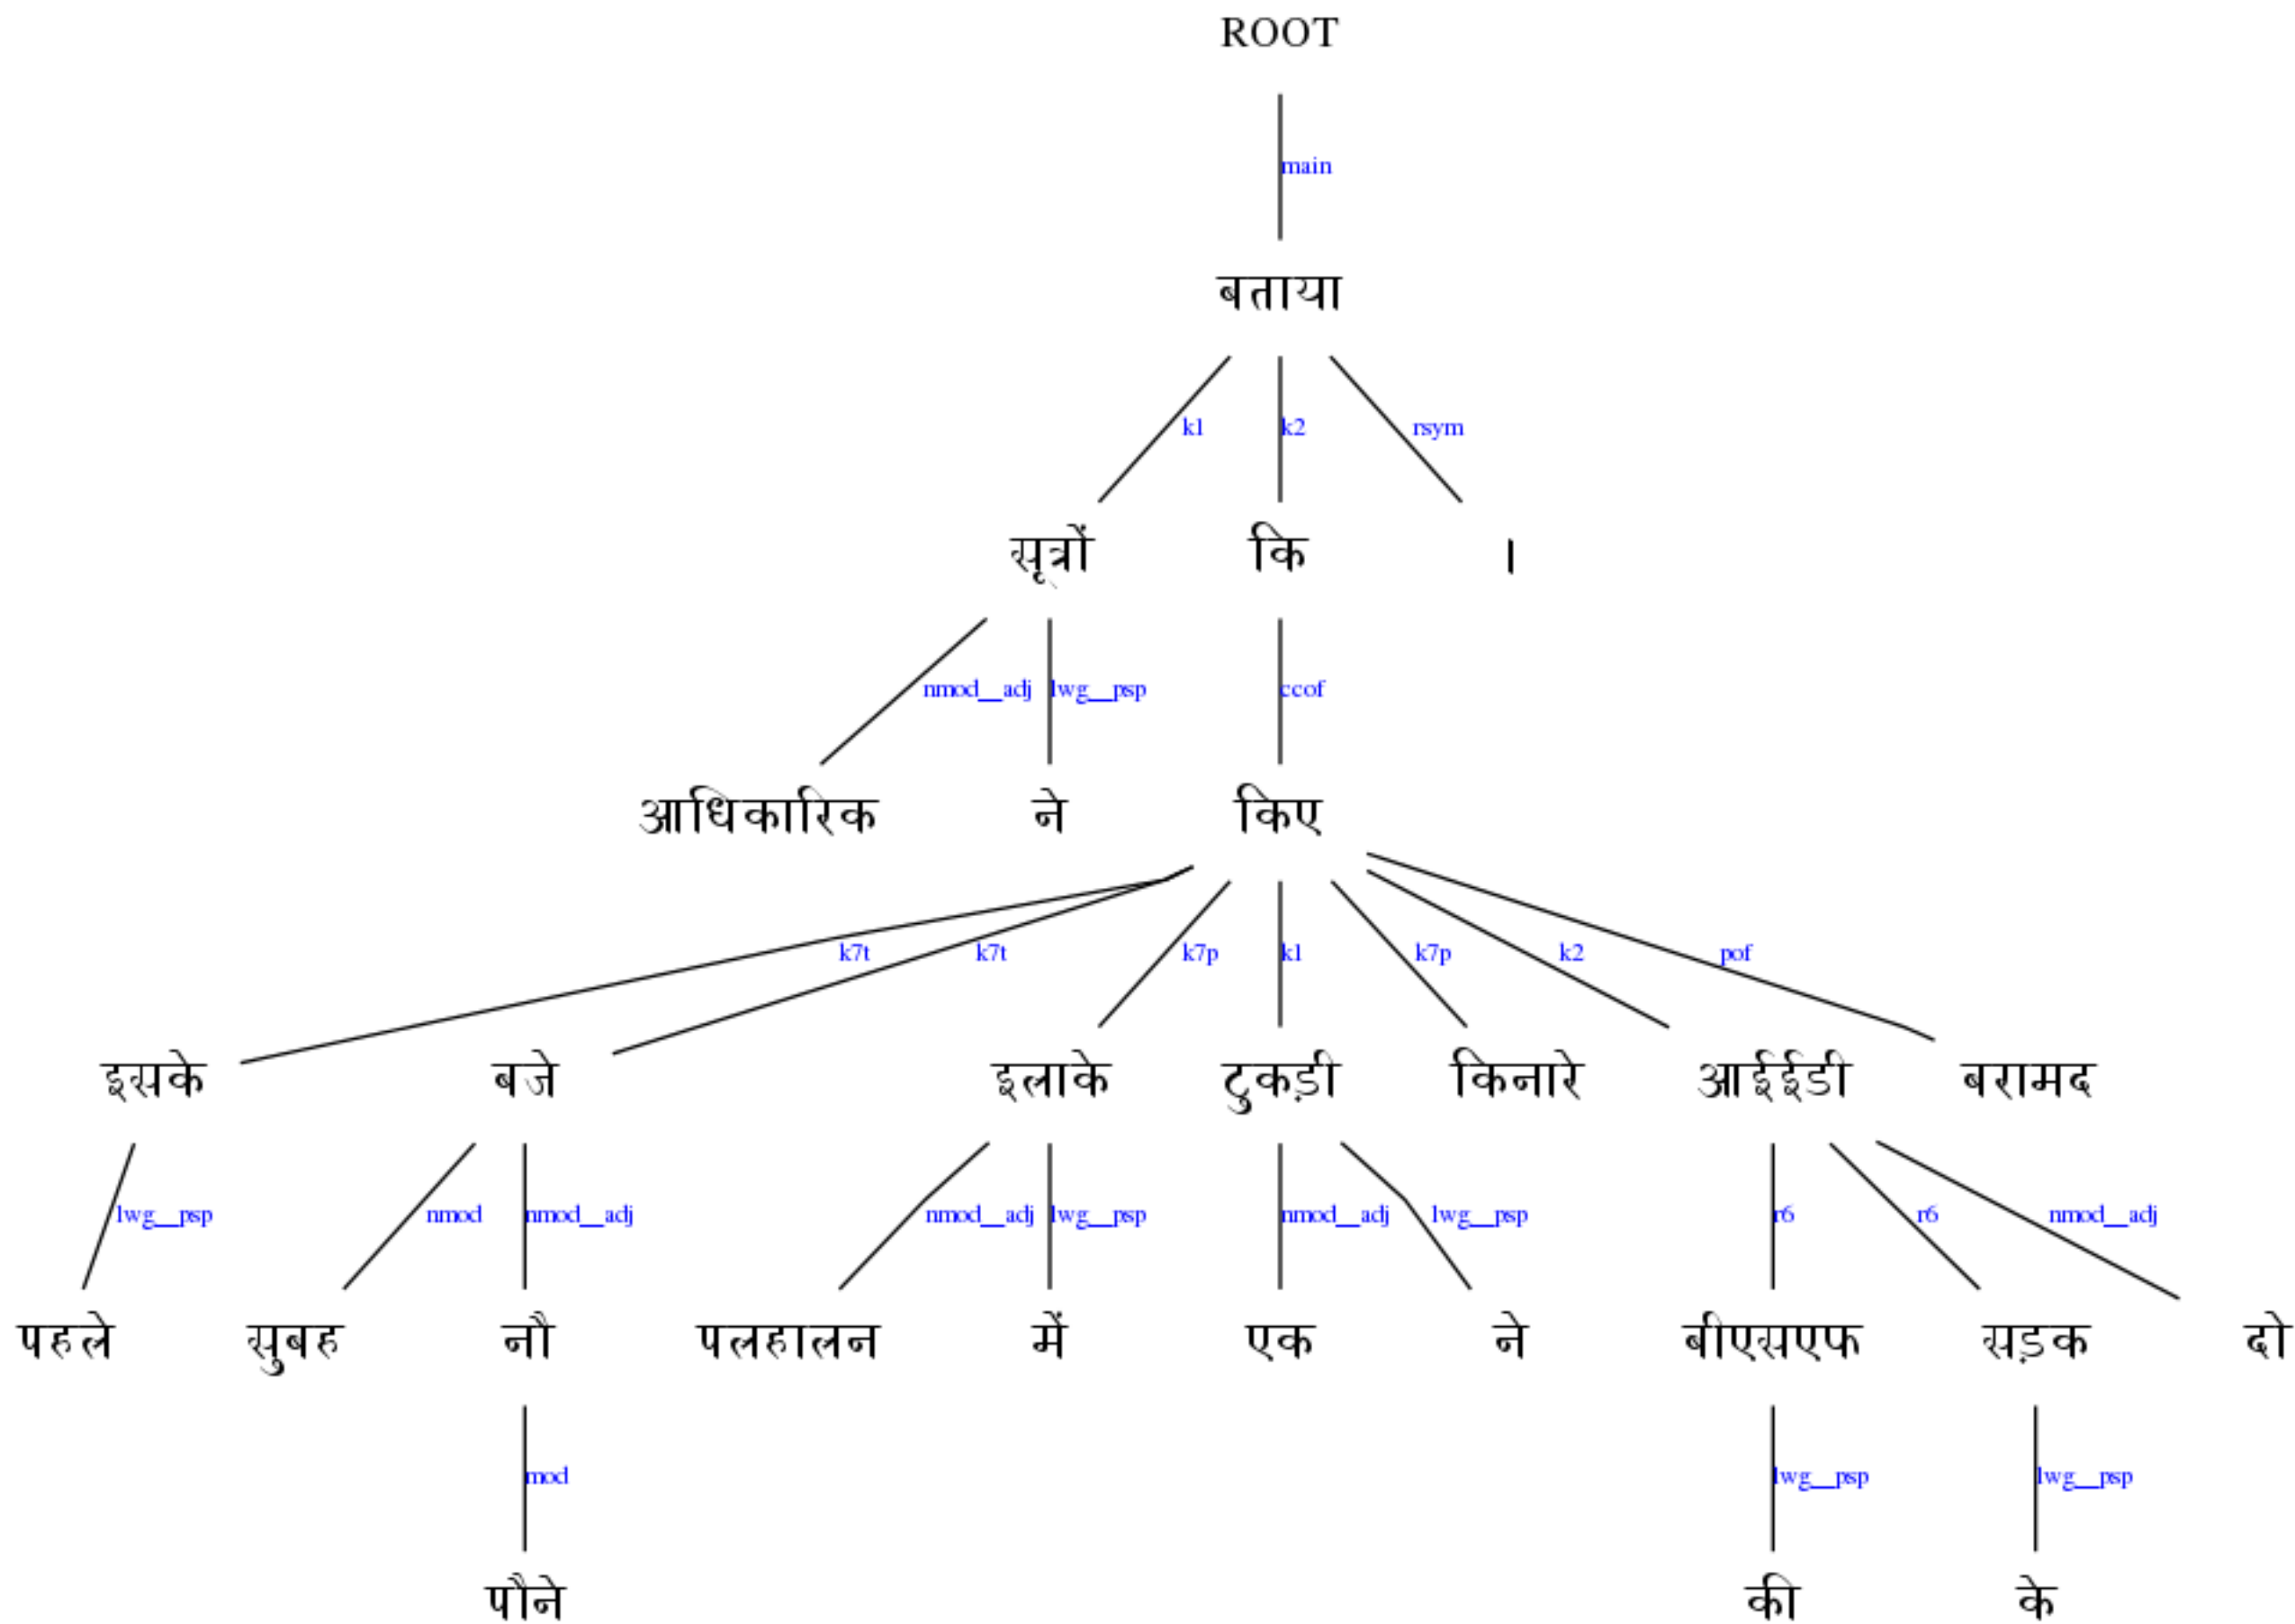 ROOT
main
बताया
k1 k2 rsym
सूत्रों कि ।
nmod__adj lwg__psp ccof
आधिकारिक ने किए
k7t k7t k7p k1 k7p k2 pof
इसके बजे इलाके टुकड़ी किनारे आईईडी बरामद
lwg__psp nmod nmod__adj nmod__adj lwg__psp nmod__adj lwg__psp r6 r6 nmod__adj
पहले सुबह नौ पलहालन में एक ने बीएसएफ सड़क दो
mod lwg__psp lwg__psp
पौने की के